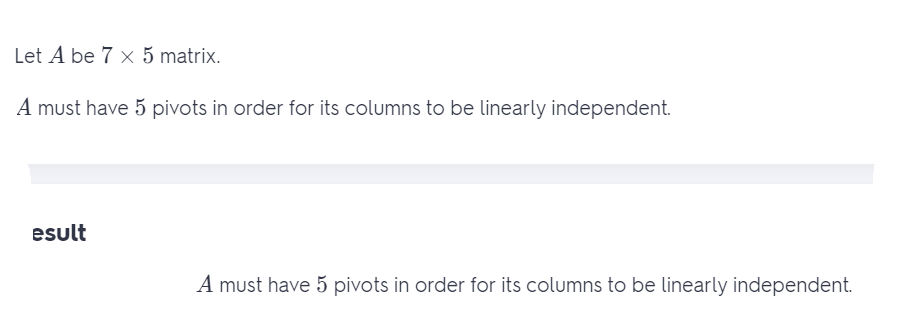 Let A be 7 × 5 matrix.
A must have 5 pivots in order for its columns to be linearly independent.
esult
A must have 5 pivots in order for its columns to be linearly independent.